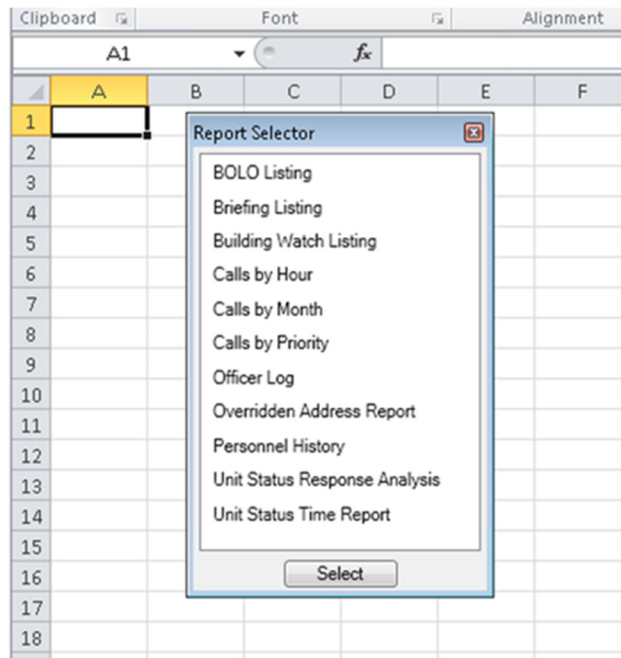 Clipboard Font Alignment
A1 fx
A B C D E F
1
2
3
4
5
6
7
8
9
10
11
12
13
14
15
16
17
18
Report Selector
BOLO Listing
Briefing Listing
Building Watch Listing
Calls by Hour
Calls by Month
Calls by Priority
Officer Log
Overridden Address Report
Personnel History
Unit Status Response Analysis
Unit Status Time Report
Select